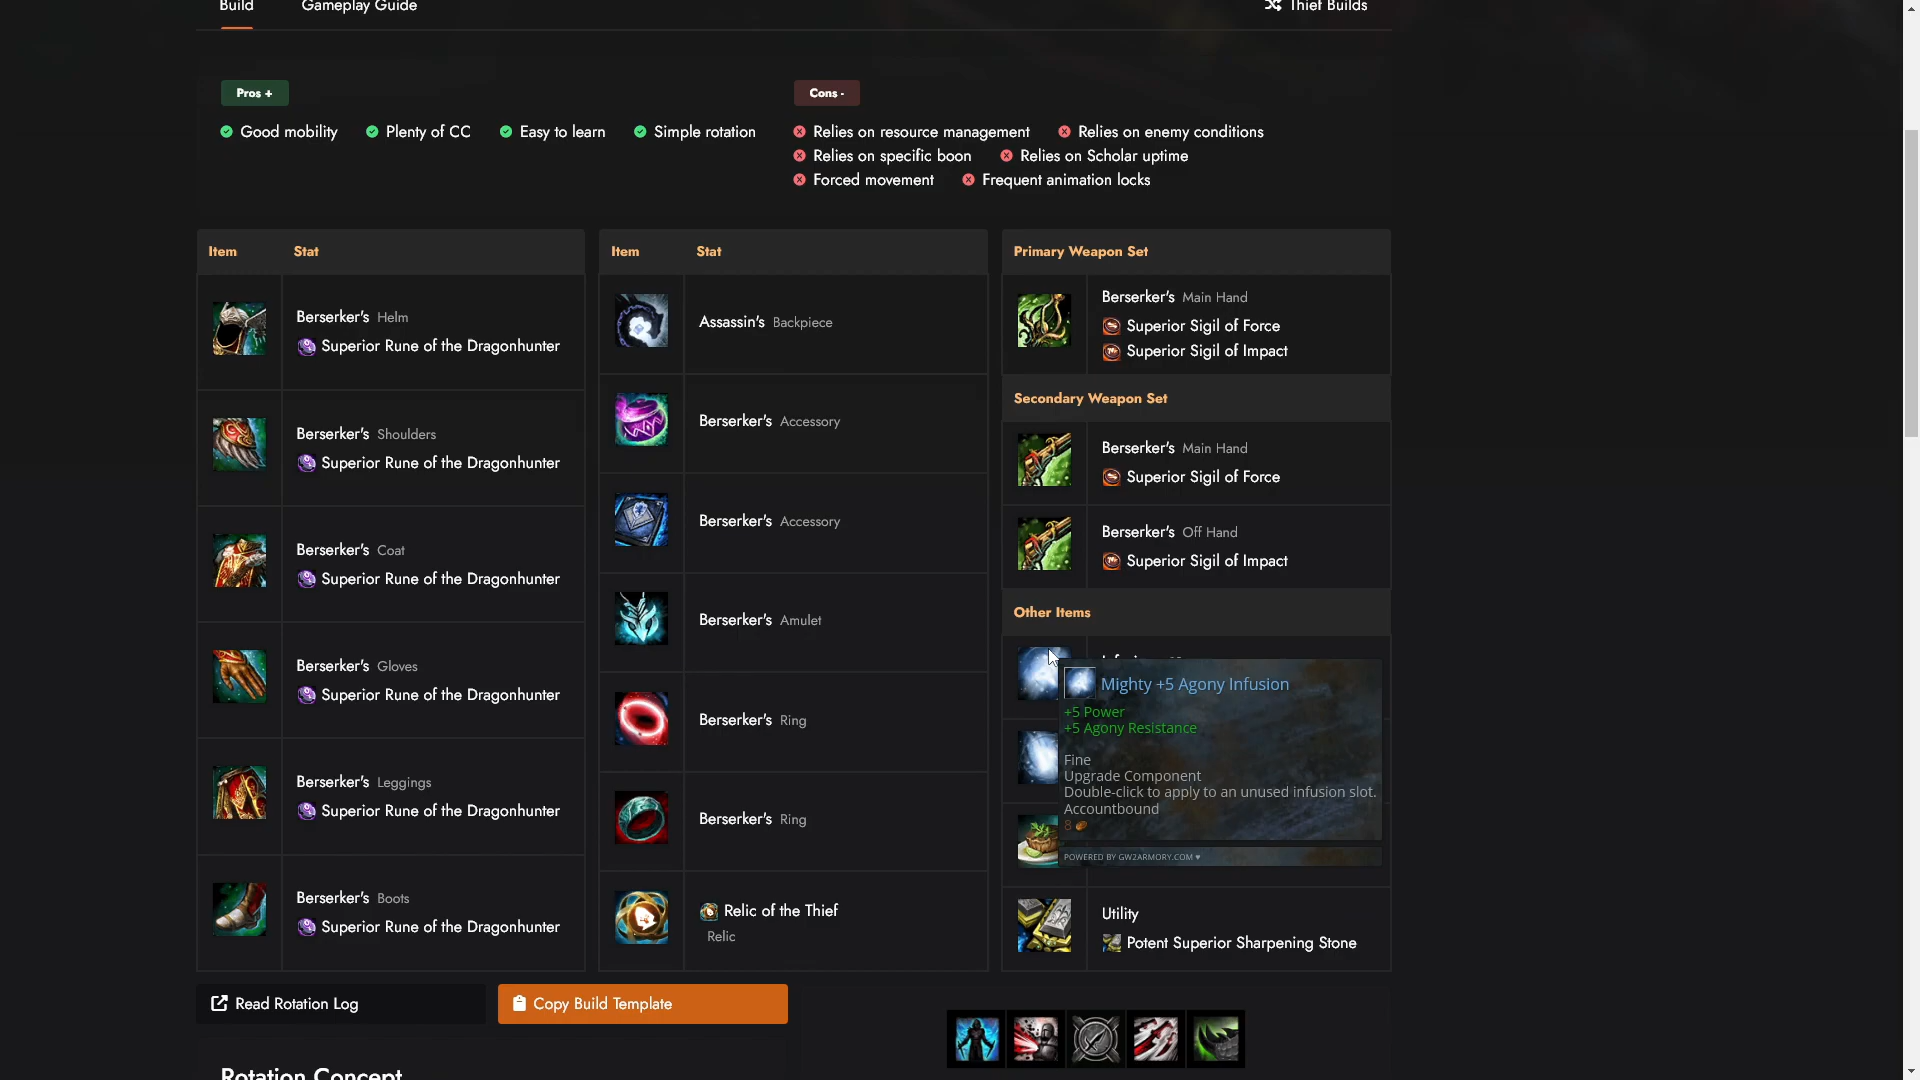 Build
Gameplay Guide
Thief Builds
Pros +
Good mobility
Plenty of CC
Easy to learn
Simple rotation
Cons -
Relies on resource management
Relies on enemy conditions
Relies on specific boon
Relies on Scholar uptime
Forced movement
Frequent animation locks
Item Stat
Berserker's Helm
Superior Rune of the Dragonhunter
Berserker's Shoulders
Superior Rune of the Dragonhunter
Berserker's Coat
Superior Rune of the Dragonhunter
Berserker's Gloves
Superior Rune of the Dragonhunter
Berserker's Leggings
Superior Rune of the Dragonhunter
Berserker's Boots
Superior Rune of the Dragonhunter
Item Stat
Assassin's Backpiece
Berserker's Accessory
Berserker's Accessory
Berserker's Amulet
Berserker's Ring
Berserker's Ring
Relic of the Thief
Relic
Primary Weapon Set
Berserker's Main Hand
Superior Sigil of Force
Superior Sigil of Impact
Secondary Weapon Set
Berserker's Main Hand
Superior Sigil of Force
Berserker's Off Hand
Superior Sigil of Impact
Other Items
Mighty +5 Agony Infusion
+5 Power
+5 Agony Resistance
Fine
Upgrade Component
Double-click to apply to an unused infusion slot.
Accountbound
8
POWERED BY GW2ARMORY.COM ♥
Utility
Potent Superior Sharpening Stone
Read Rotation Log
Copy Build Template
Rotation Concept